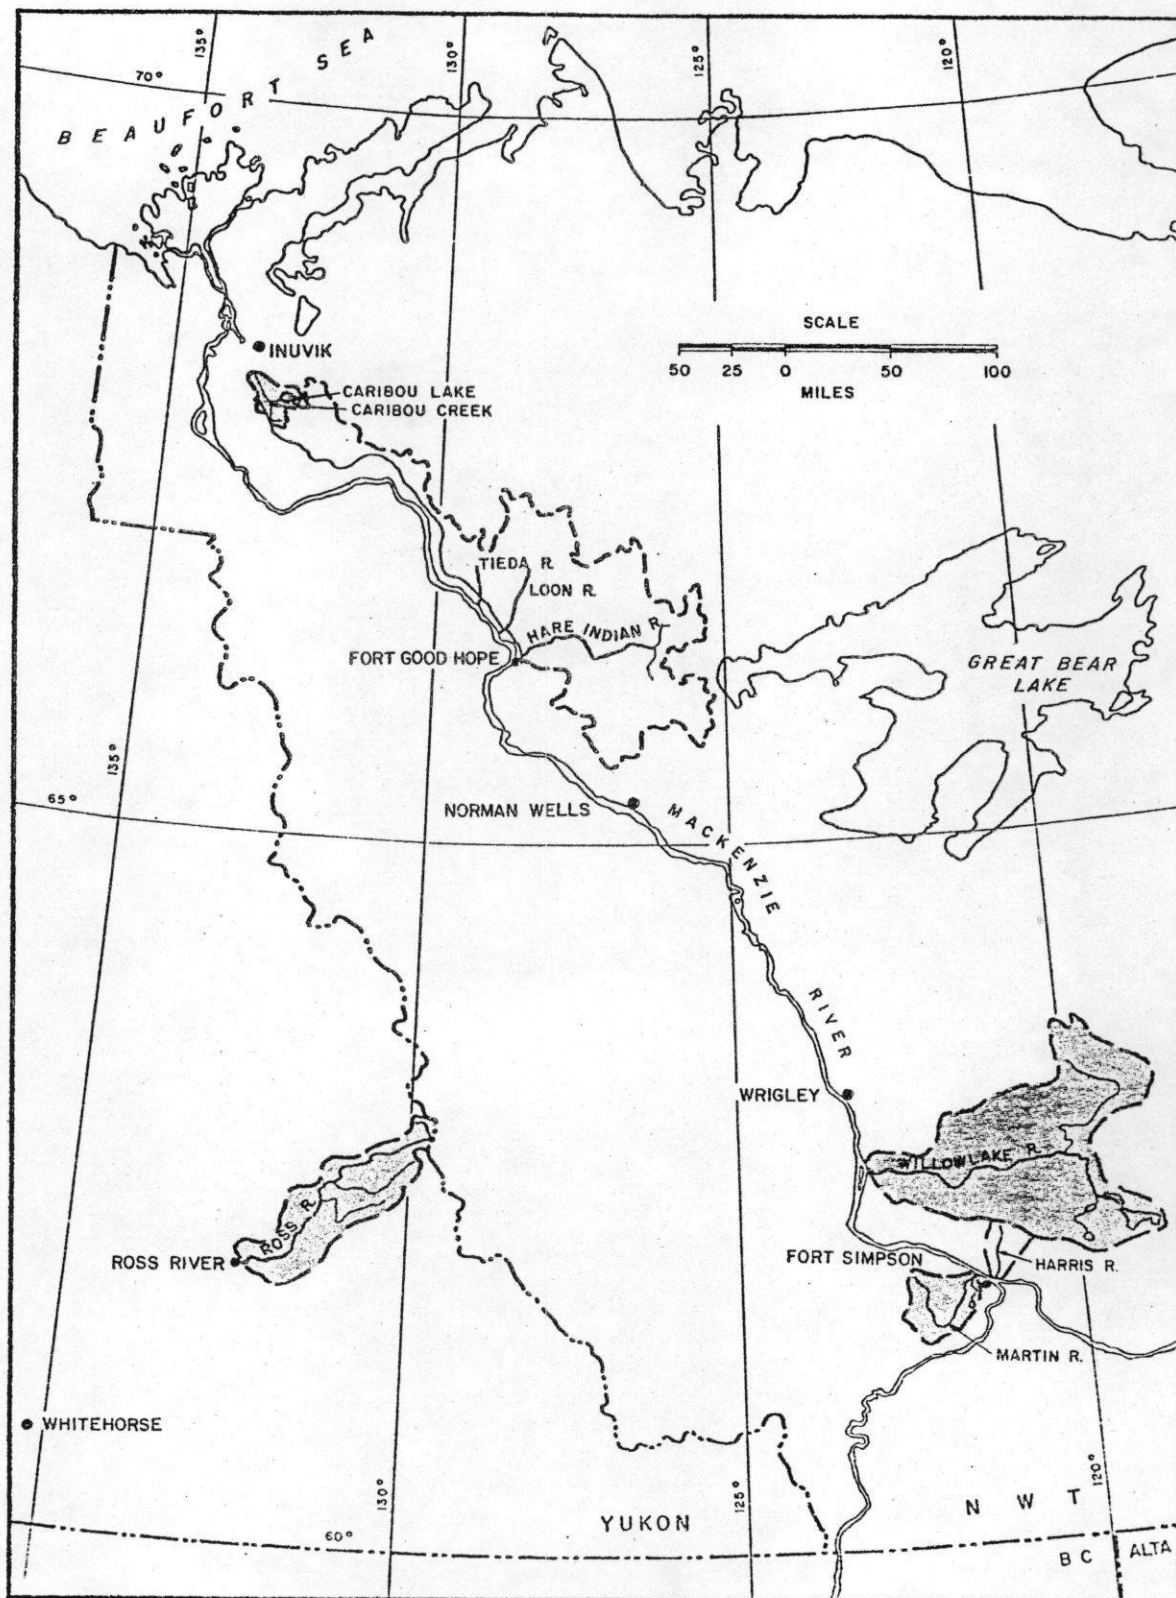 135°
130°
125°
120°
70°
BEAUFORT SEA
SCALE
50 25 0 50 100
MILES
INUVIK
CARIBOU LAKE
CARIBOU CREEK
TIEDA R.
LOON R.
HARE INDIAN R.
FORT GOOD HOPE
GREAT BEAR
LAKE
135°
65°
NORMAN WELLS
MACKENZIE RIVER
WRIGLEY
WILLOWLAKE R.
ROSS R.
ROSS RIVER
FORT SIMPSON
HARRIS R.
MARTIN R.
WHITEHORSE
130°
125°
120°
60°
YUKON
N W T
B C
ALTA